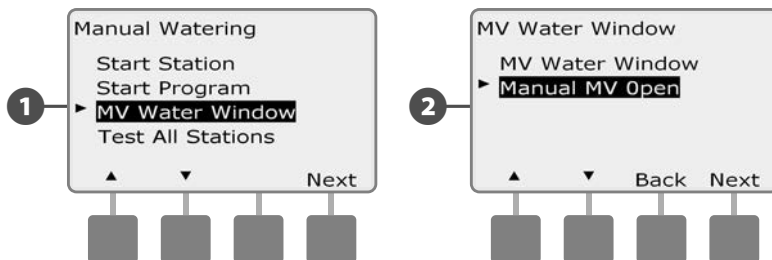 Manual Watering
Start Station
Start Program
MV Water Window
Test All Stations
Next
1
MV Water Window
MV Water Window
Manual MV 0pen
Back Next
2